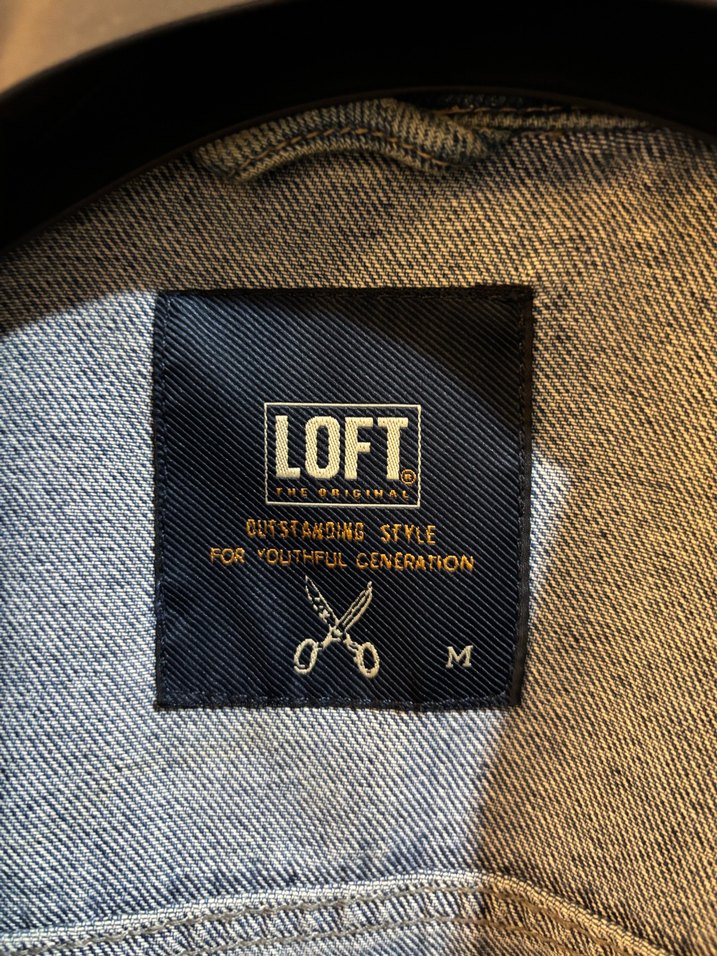 LOFT®
THE ORIGINAL
OUTSTANDING STYLE
FOR YOUTHFUL GENERATION
M